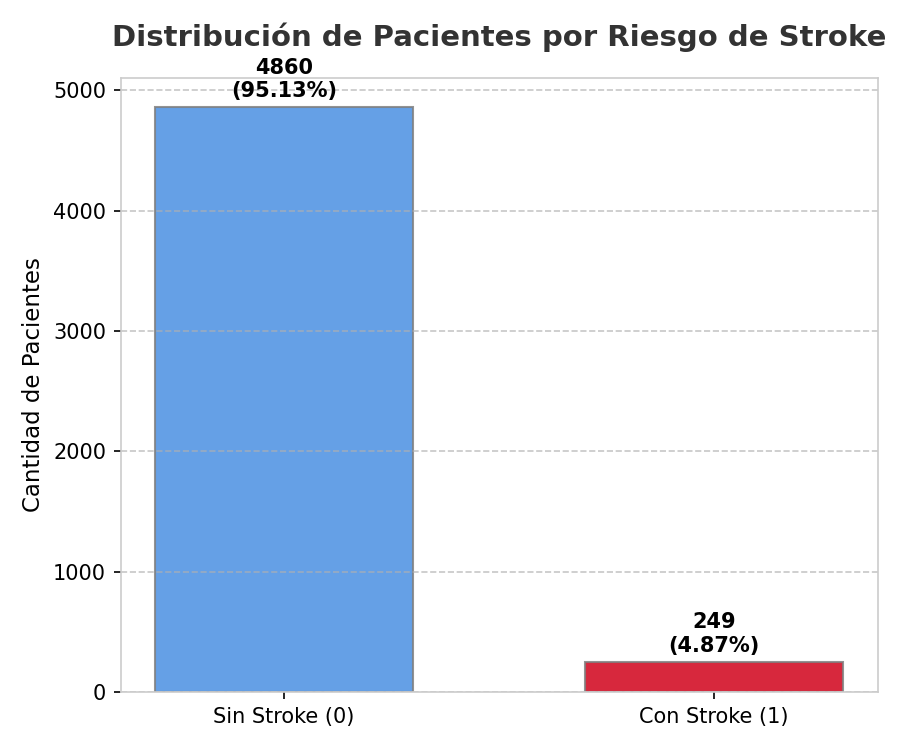 Distribución de Pacientes por Riesgo de Stroke
4860
(95.13%)
5000
4000
3000
2000
1000
0
Cantidad de Pacientes
249
(4.87%)
Sin Stroke (0)
Con Stroke (1)